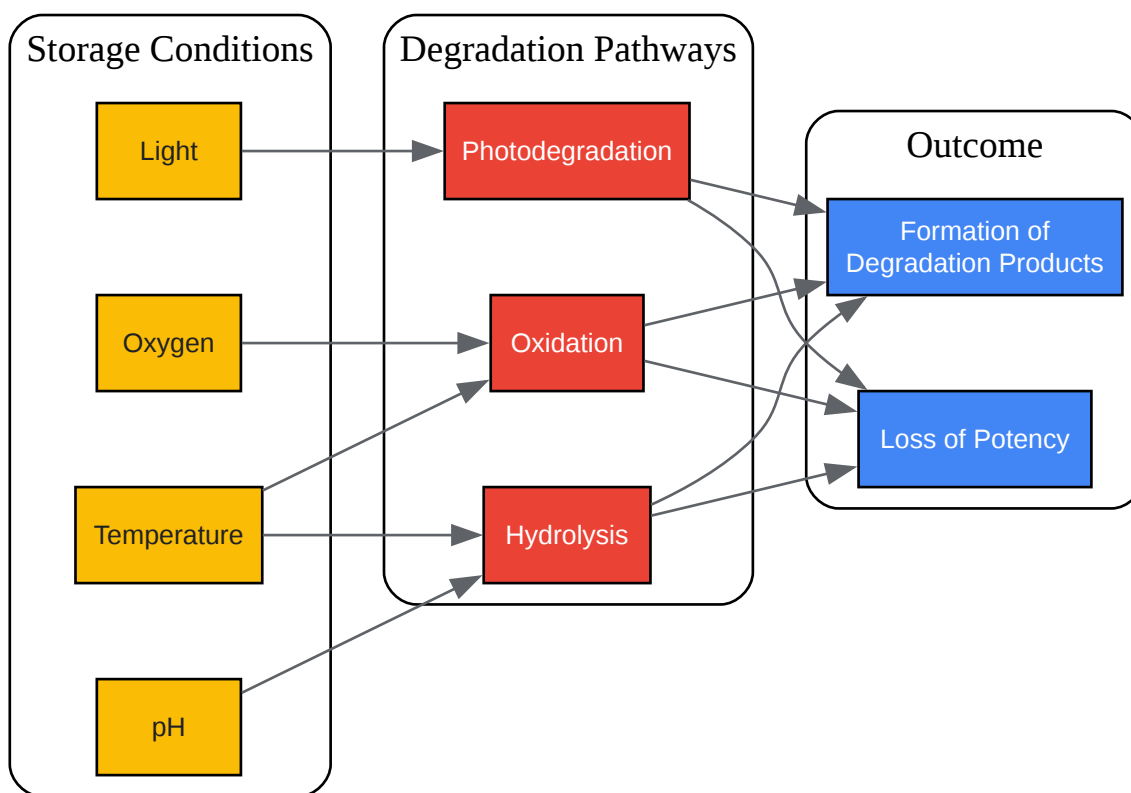 Storage Conditions
Light
Oxygen
Temperature
pH
Degradation Pathways
Photodegradation
Oxidation
Hydrolysis
Outcome
Formation of
Degradation Products
Loss of Potency